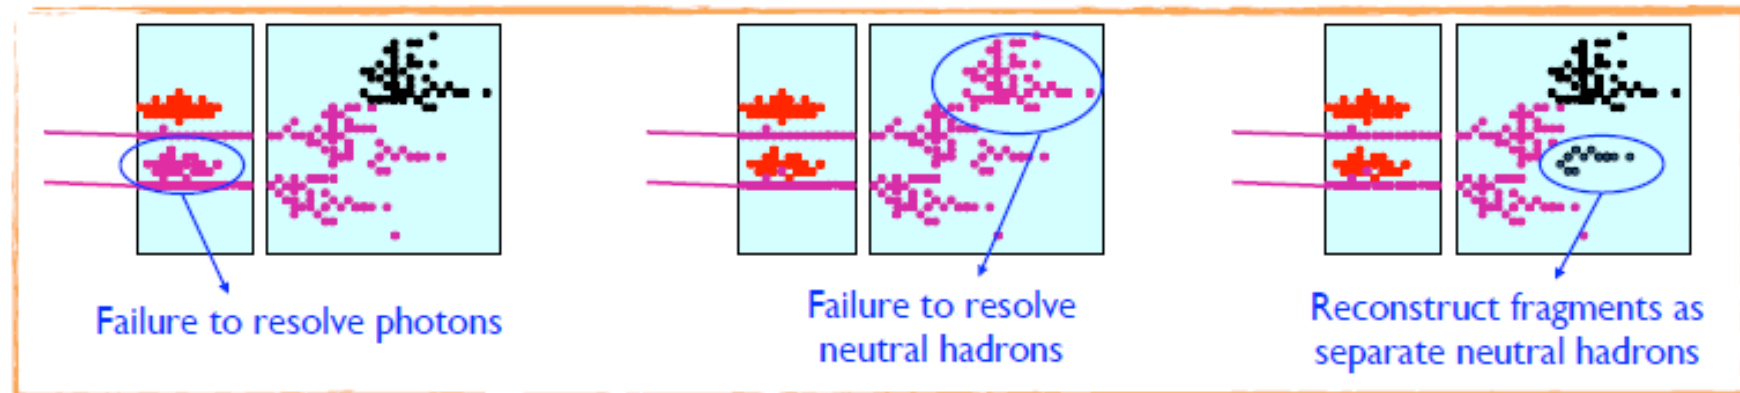 Failure to resolve photons
Failure to resolve
neutral hadrons
Reconstruct fragments as
separate neutral hadrons